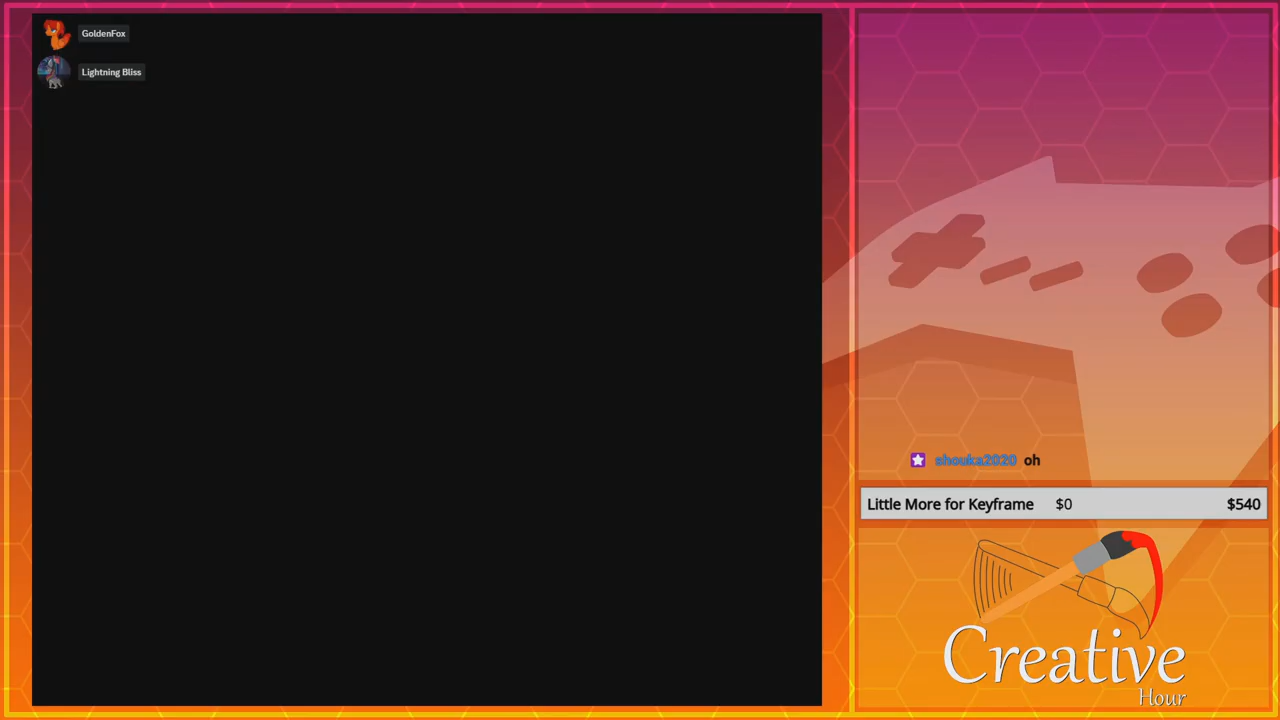 GoldenFox
Lightning Bliss
shouka2020 oh
Little More for Keyframe $0 $540
Creative
Hour